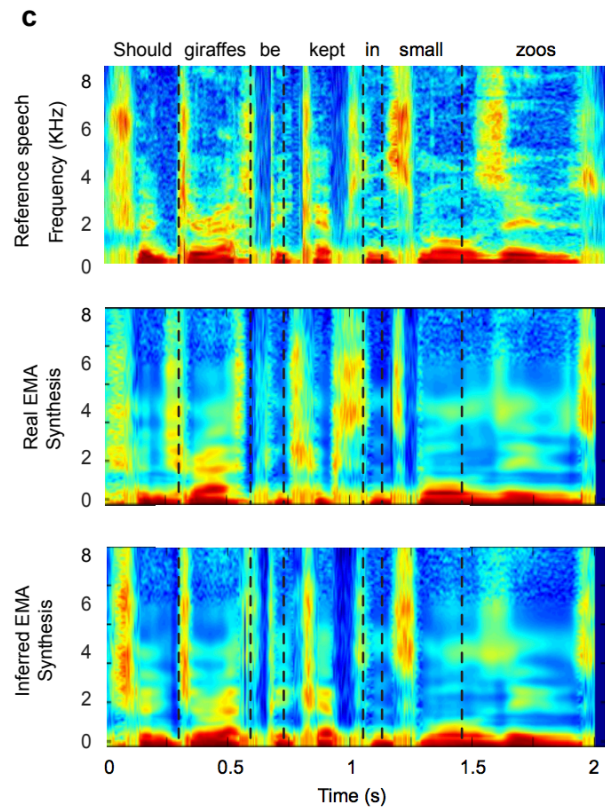 c
Should giraffes be kept in small zoos
Reference speech
Frequency (KHz)
8
6
4
2
0
Real EMA
Synthesis
8
6
4
2
0
Inferred EMA
Synthesis
8
6
4
2
0
0 0.5 1 1.5 2
Time (s)